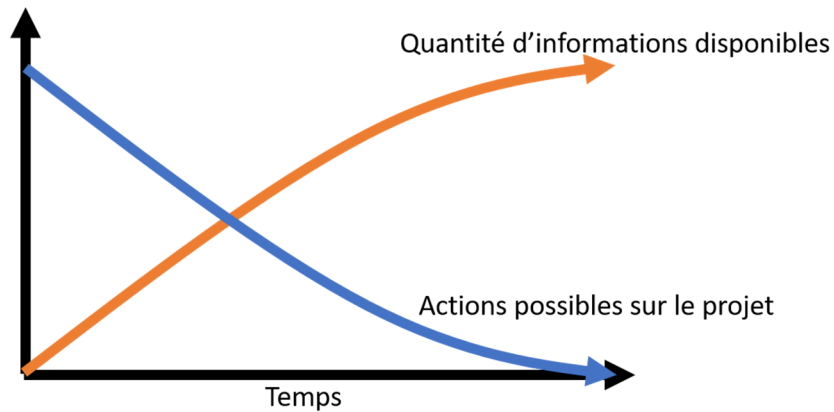 Quantité d’informations disponibles
Actions possibles sur le projet
Temps